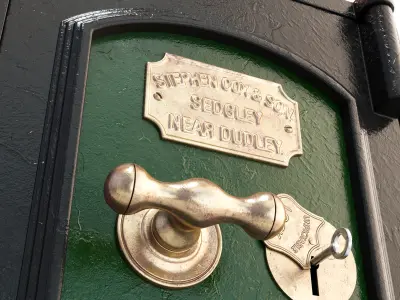 STEPHEN COX & SON
SEDGLEY
NEAR DUDLEY.